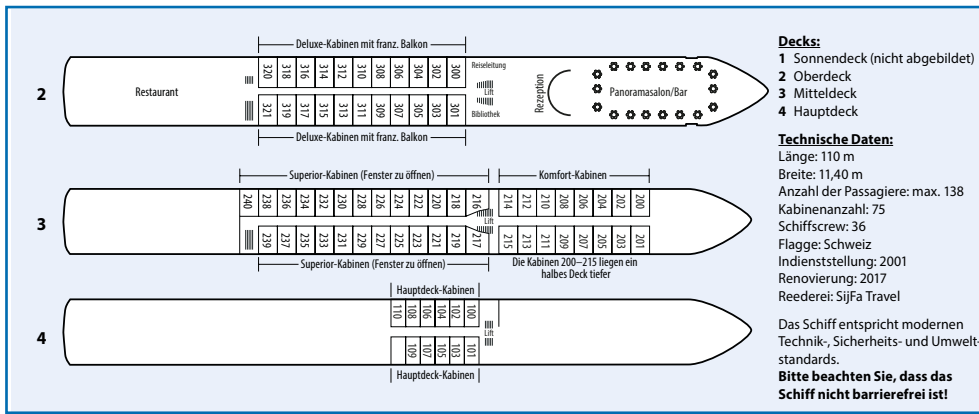 Deluxe-Kabinen mit franz. Balkon
320 318 316 314 312 310 308 306 304 302 300
Reiseleitung
2
Restaurant
Lift
Rezeption
Panoramasalon/Bar
Bibliothek
321 319 317 315 313 311 309 307 305 303 301
Deluxe-Kabinen mit franz. Balkon
Superior-Kabinen (Fenster zu öffnen)
Komfort-Kabinen
240 238 236 234 232 230 228 226 224 222 220 218 216
214 212 210 208 206 204 202 200
3
Lift
239 237 235 233 231 229 227 225 223 221 219 217
215 213 211 209 207 205 203 201
Superior-Kabinen (Fenster zu öffnen)
Die Kabinen 200–215 liegen ein
halbes Deck tiefer
Hauptdeck-Kabinen
110 108 106 104 102 100
4
Lift
109 107 105 103 101
Hauptdeck-Kabinen
Decks:
1 Sonnendeck (nicht abgebildet)
2 Oberdeck
3 Mitteldeck
4 Hauptdeck
Technische Daten:
Länge: 110 m
Breite: 11,40 m
Anzahl der Passagiere: max. 138
Kabinenanzahl: 75
Schiffscrew: 36
Flagge: Schweiz
Indienststellung: 2001
Renovierung: 2017
Reederei: SijFa Travel
Das Schiff entspricht modernen
Technik-, Sicherheits- und Umwelt-
standards.
Bitte beachten Sie, dass das
Schiff nicht barrierefrei ist!